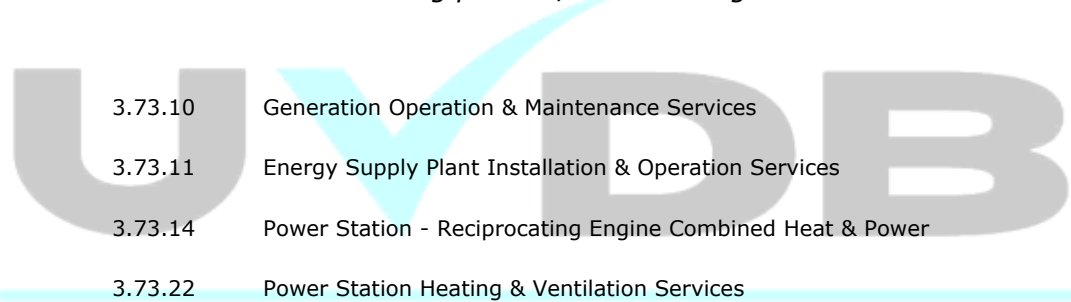 UVDB
3.73.10 Generation Operation & Maintenance Services
3.73.11 Energy Supply Plant Installation & Operation Services
3.73.14 Power Station - Reciprocating Engine Combined Heat & Power
3.73.22 Power Station Heating & Ventilation Services